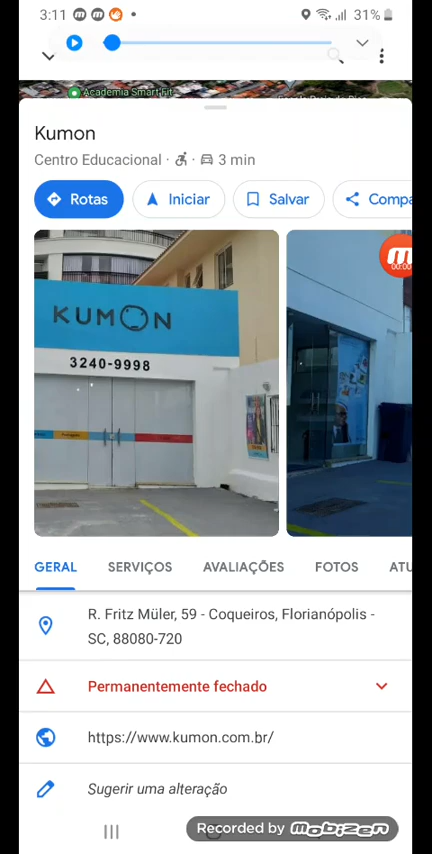 3:11
31%
Academia Smart Fit
Kumon
Centro Educacional · · 3 min
Rotas
Iniciar
Salvar
Compa
KUMON
3240-9998
00:00
GERAL
SERVIÇOS
AVALIAÇÕES
FOTOS
ATU
R. Fritz Müler, 59 - Coqueiros, Florianópolis -
SC, 88080-720
Permanentemente fechado
https://www.kumon.com.br/
Sugerir uma alteração
Recorded by mobizen